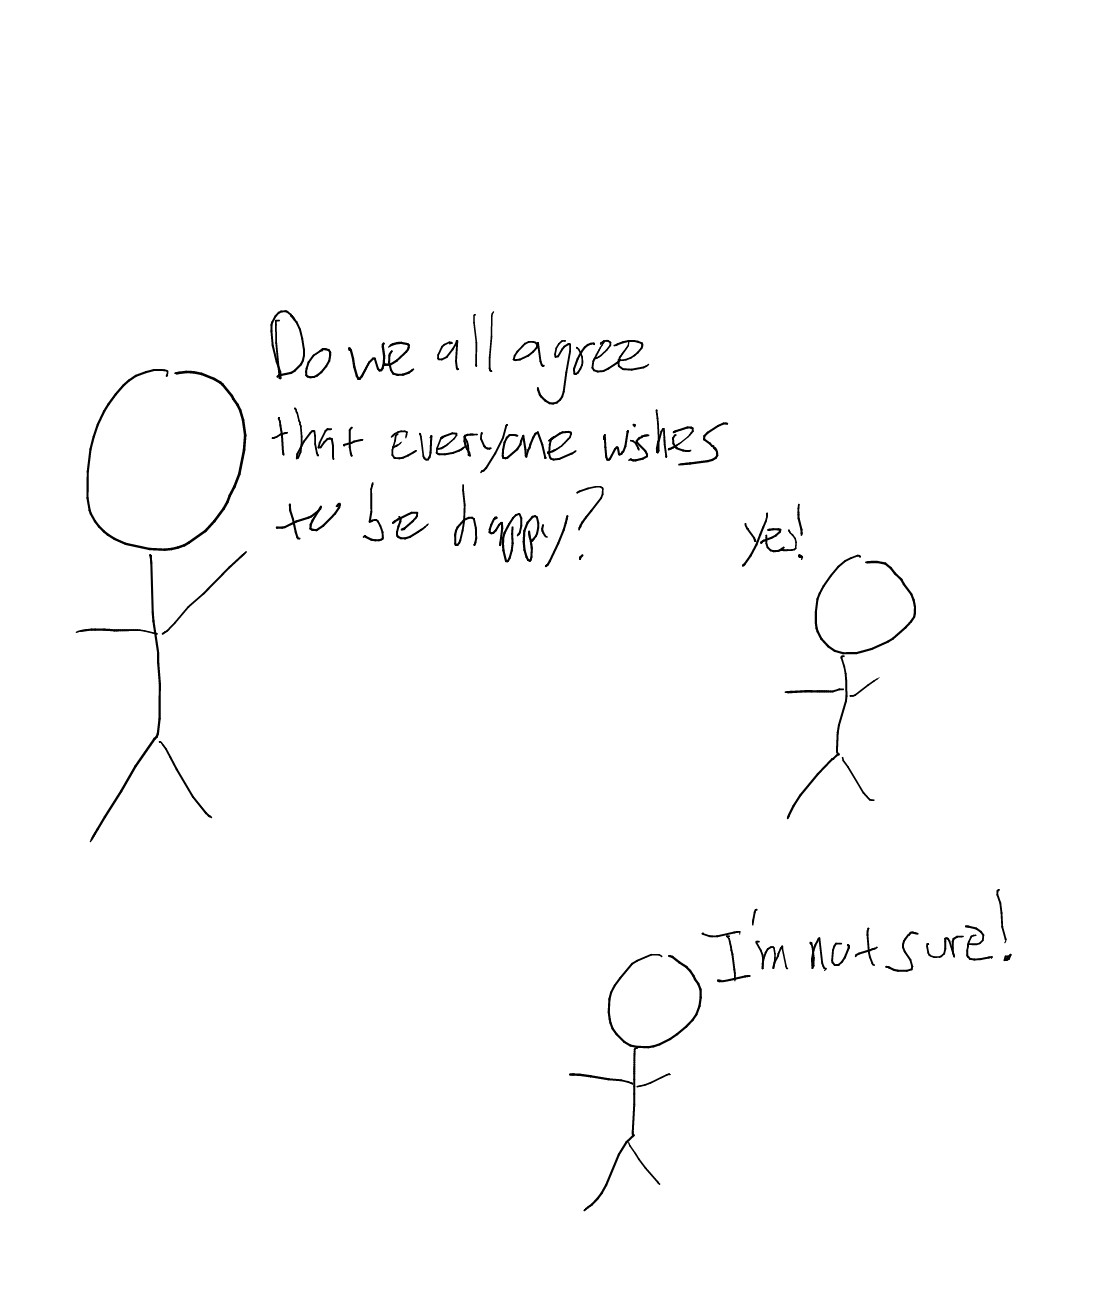 Do we all agree
that everyone wishes
to be happy?
yes!
I'm not sure!